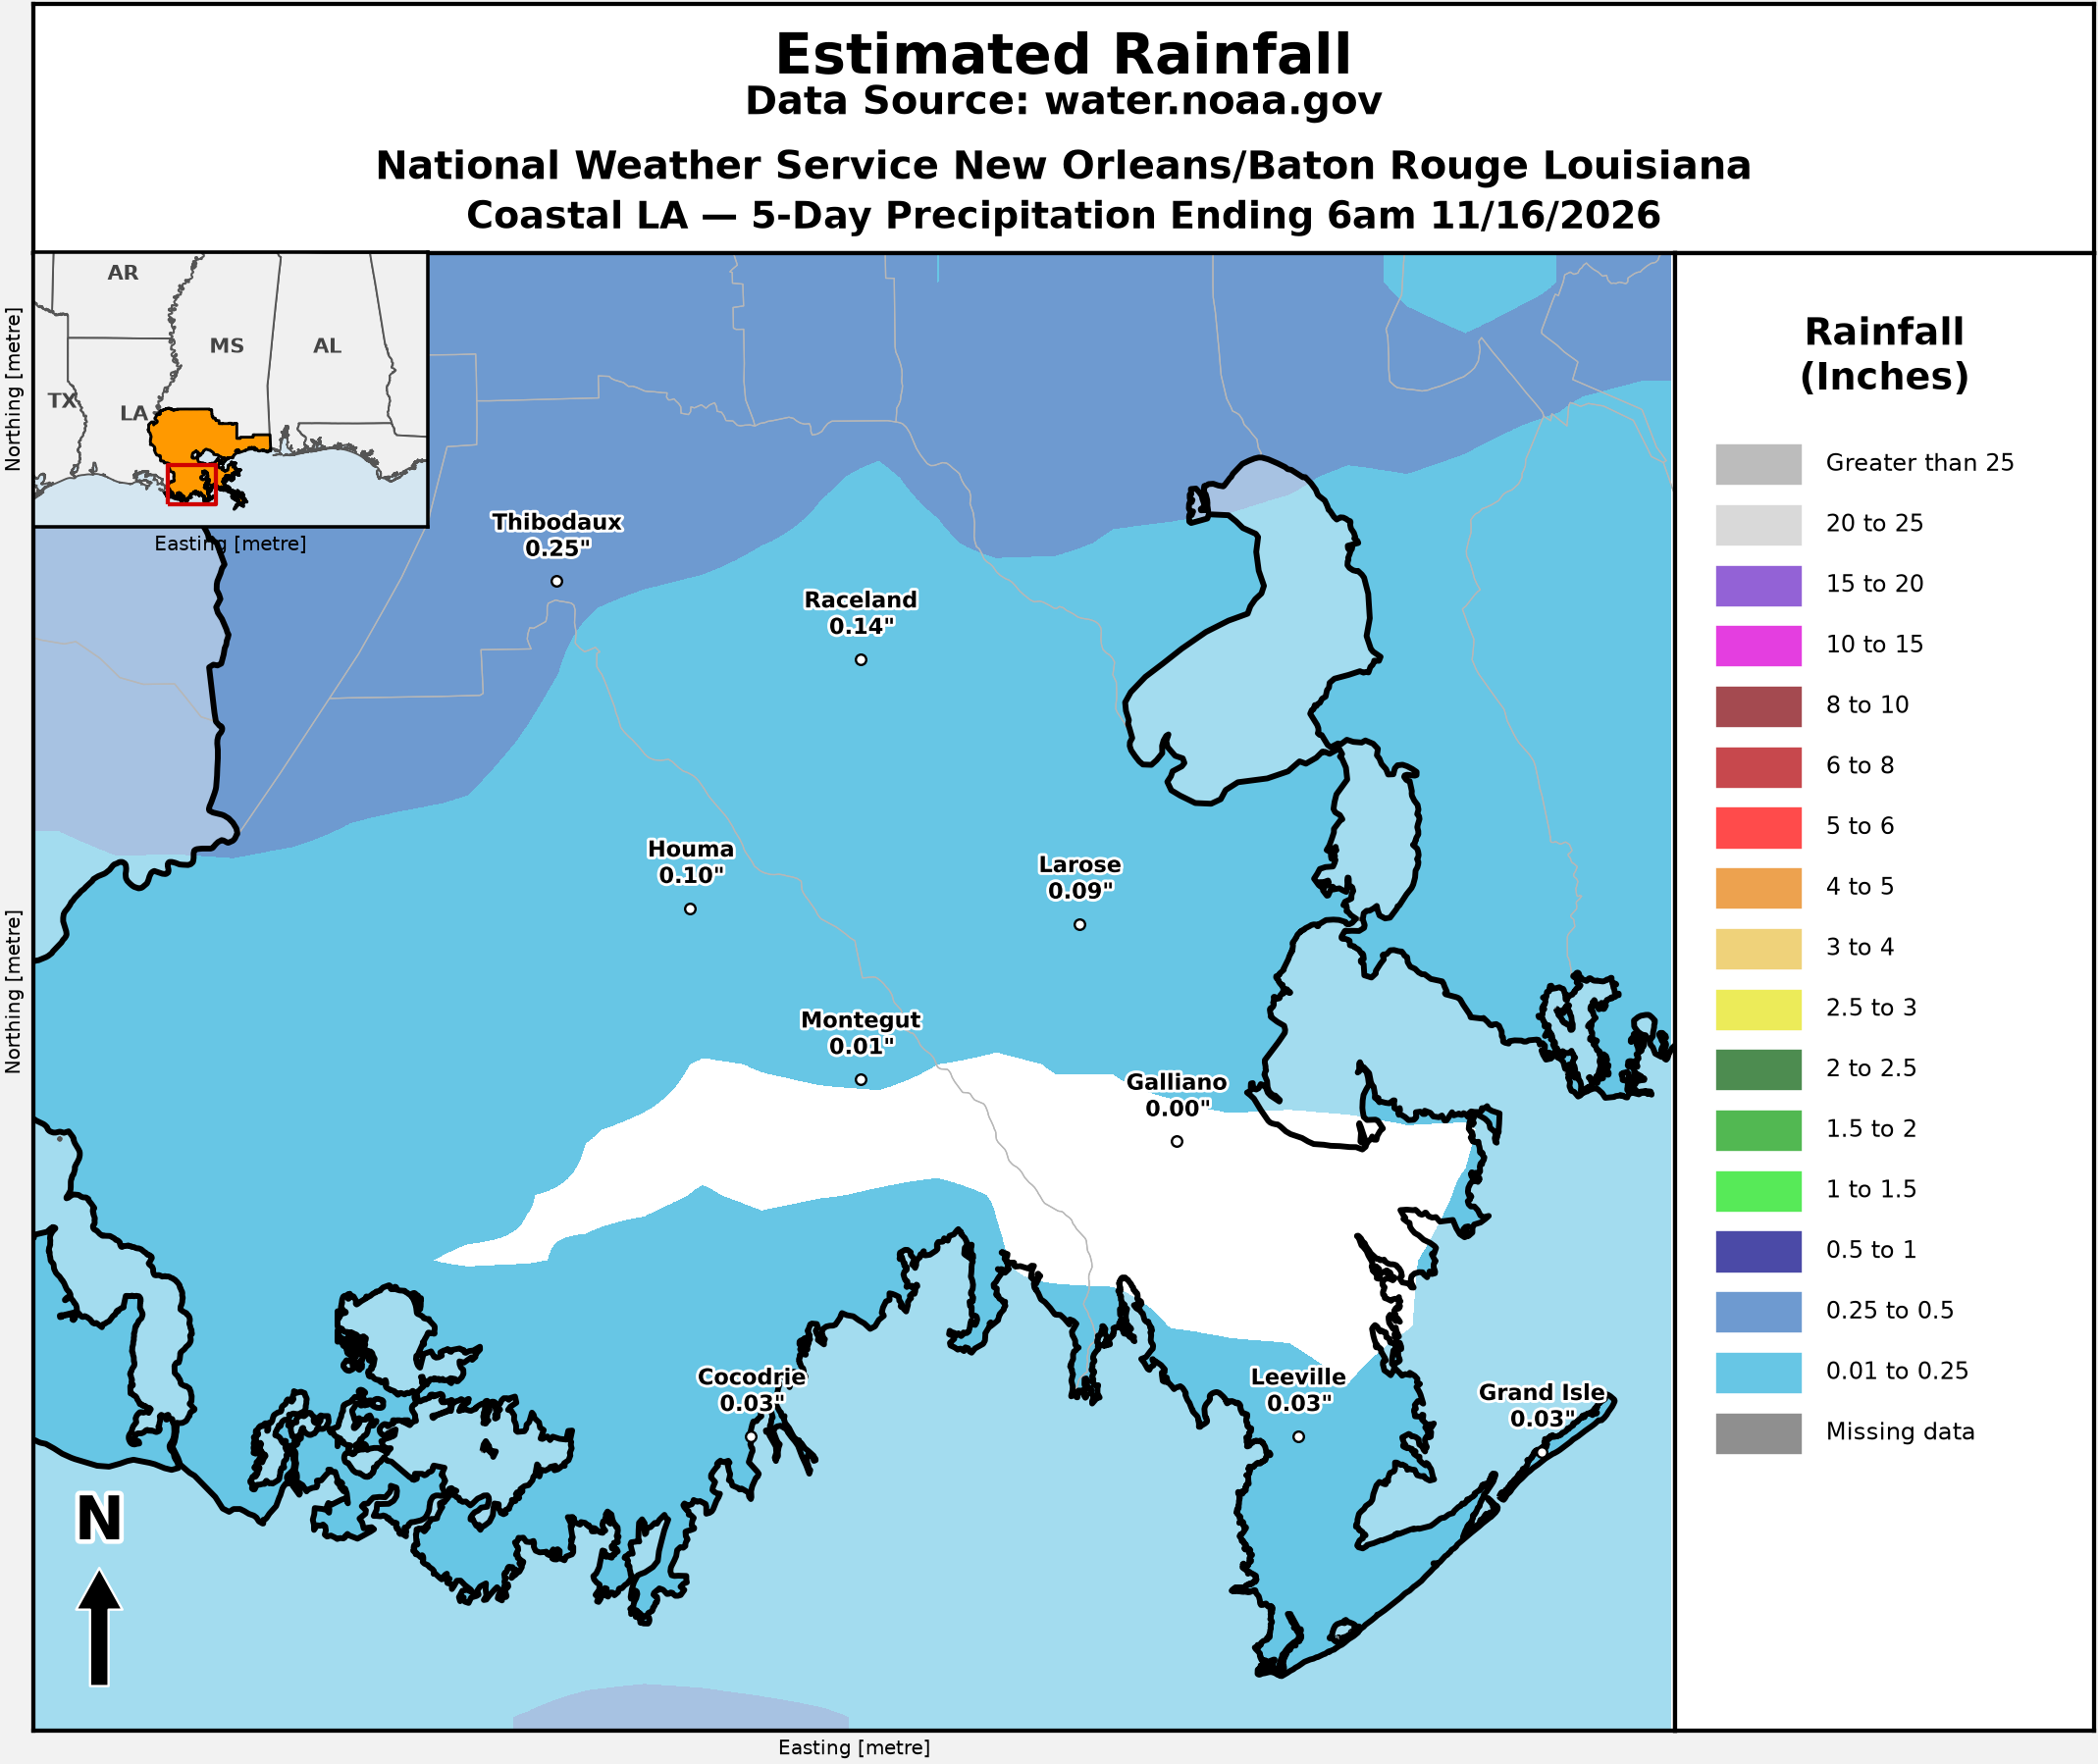 Estimated Rainfall
Data Source: water.noaa.gov
National Weather Service New Orleans/Baton Rouge Louisiana
Coastal LA — 5-Day Precipitation Ending 6am 11/16/2026
Northing [metre]
AR
MS
AL
TX
LA
Easting [metre]
Thibodaux
0.25"
Raceland
0.14"
Houma
0.10"
Larose
0.09"
Northing [metre]
Montegut
0.01"
Galliano
0.00"
Cocodrie
0.03"
Leeville
0.03"
Grand Isle
0.03"
N
Easting [metre]
Rainfall
(Inches)
Greater than 25
20 to 25
15 to 20
10 to 15
8 to 10
6 to 8
5 to 6
4 to 5
3 to 4
2.5 to 3
2 to 2.5
1.5 to 2
1 to 1.5
0.5 to 1
0.25 to 0.5
0.01 to 0.25
Missing data